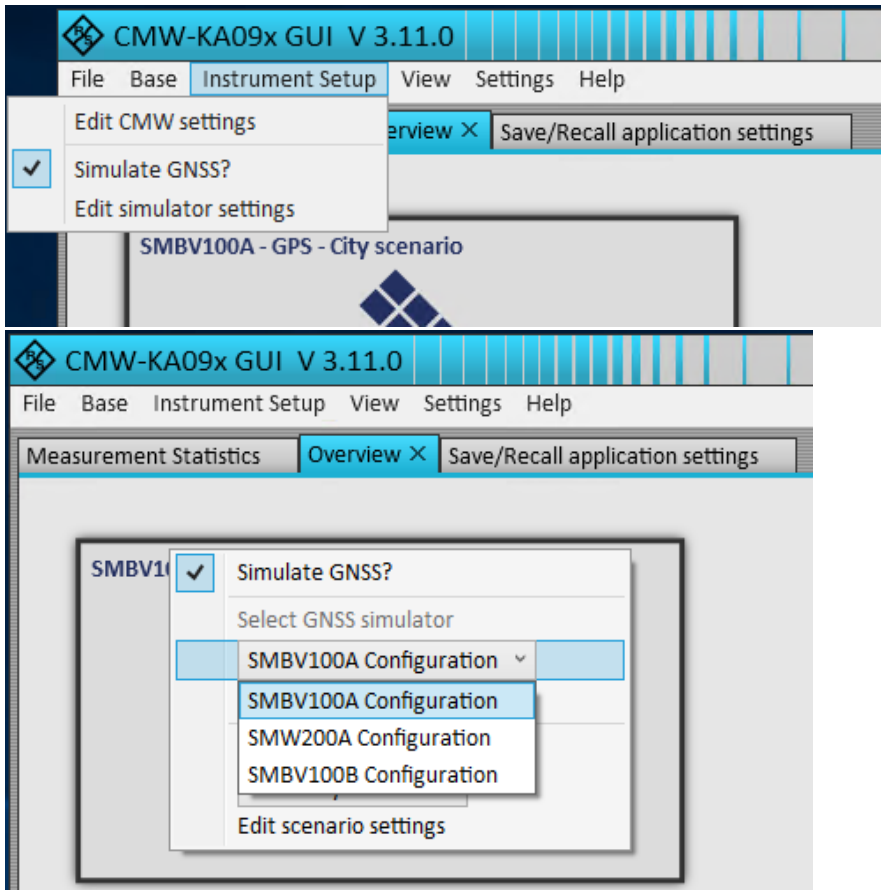 CMW-KA09x GUI V 3.11.0
File Base Instrument Setup View Settings Help
Edit CMW settings
erview × Save/Recall application settings
Simulate GNSS?
Edit simulator settings
SMBV100A - GPS - City scenario
CMW-KA09x GUI V 3.11.0
File Base Instrument Setup View Settings Help
Measurement Statistics Overview × Save/Recall application settings
SMBV1
Simulate GNSS?
Select GNSS simulator
SMBV100A Configuration
SMBV100A Configuration
SMW200A Configuration
SMBV100B Configuration
Edit scenario settings